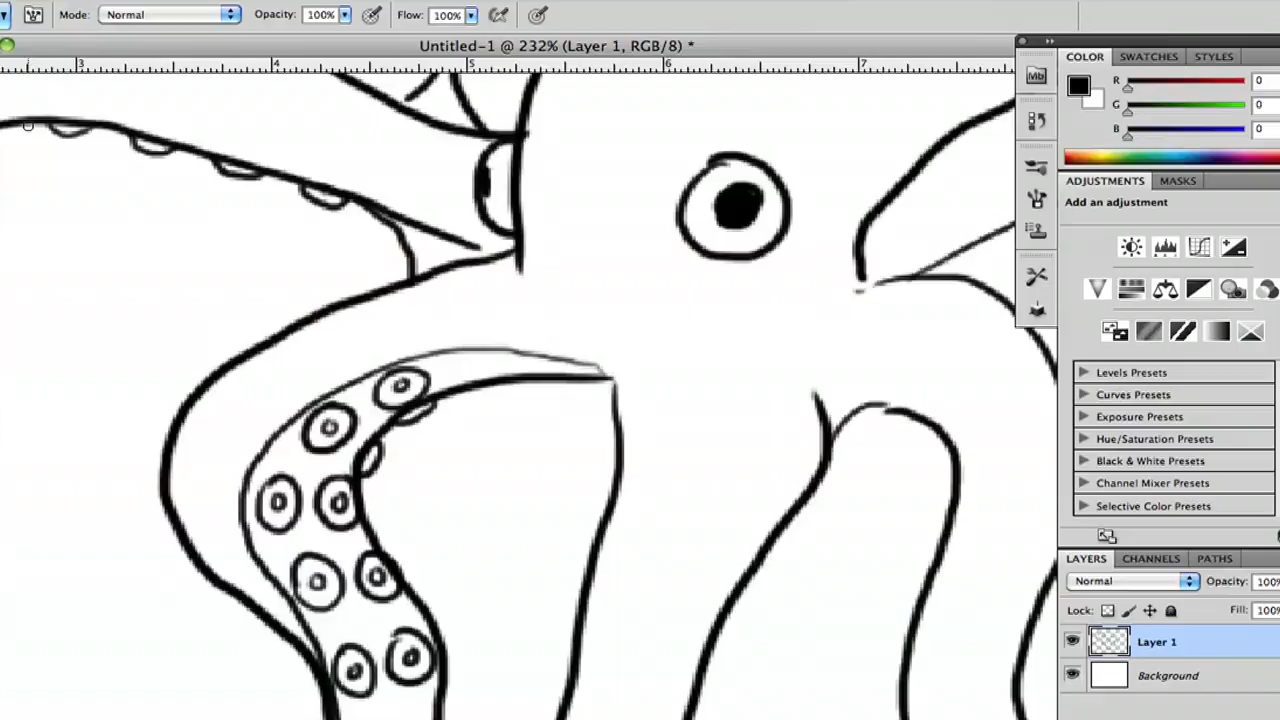 Mode: Normal Opacity: 100% Flow: 100%
Untitled-1 @ 232% (Layer 1, RGB/8) *
3 4 5 6 7
COLOR SWATCHES STYLES
Mb
R 0
G 0
B 0
ADJUSTMENTS MASKS
Add an adjustment
Levels Presets
Curves Presets
Exposure Presets
Hue/Saturation Presets
Black & White Presets
Channel Mixer Presets
Selective Color Presets
LAYERS CHANNELS PATHS
Normal Opacity: 100%
Lock: Fill: 100%
Layer 1
Background